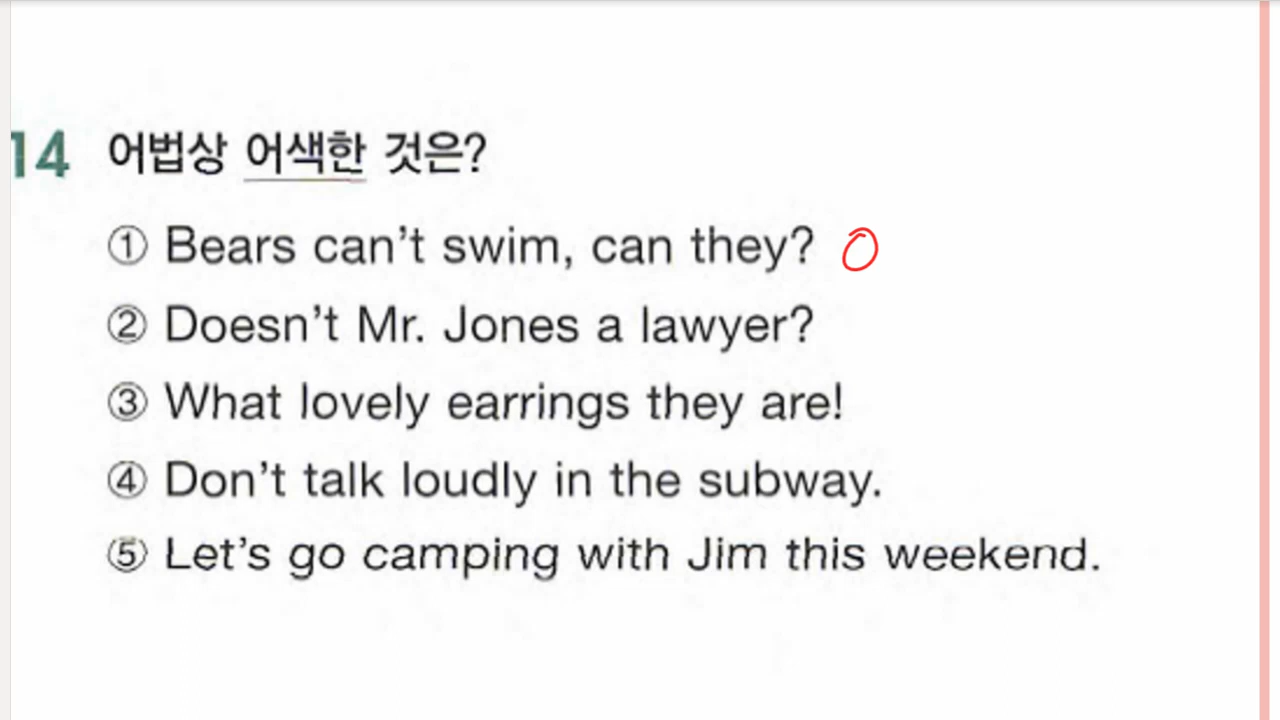 14 어법상 어색한 것은?
① Bears can't swim, can they? O
② Doesn't Mr. Jones a lawyer?
③ What lovely earrings they are!
④ Don't talk loudly in the subway.
⑤ Let's go camping with Jim this weekend.